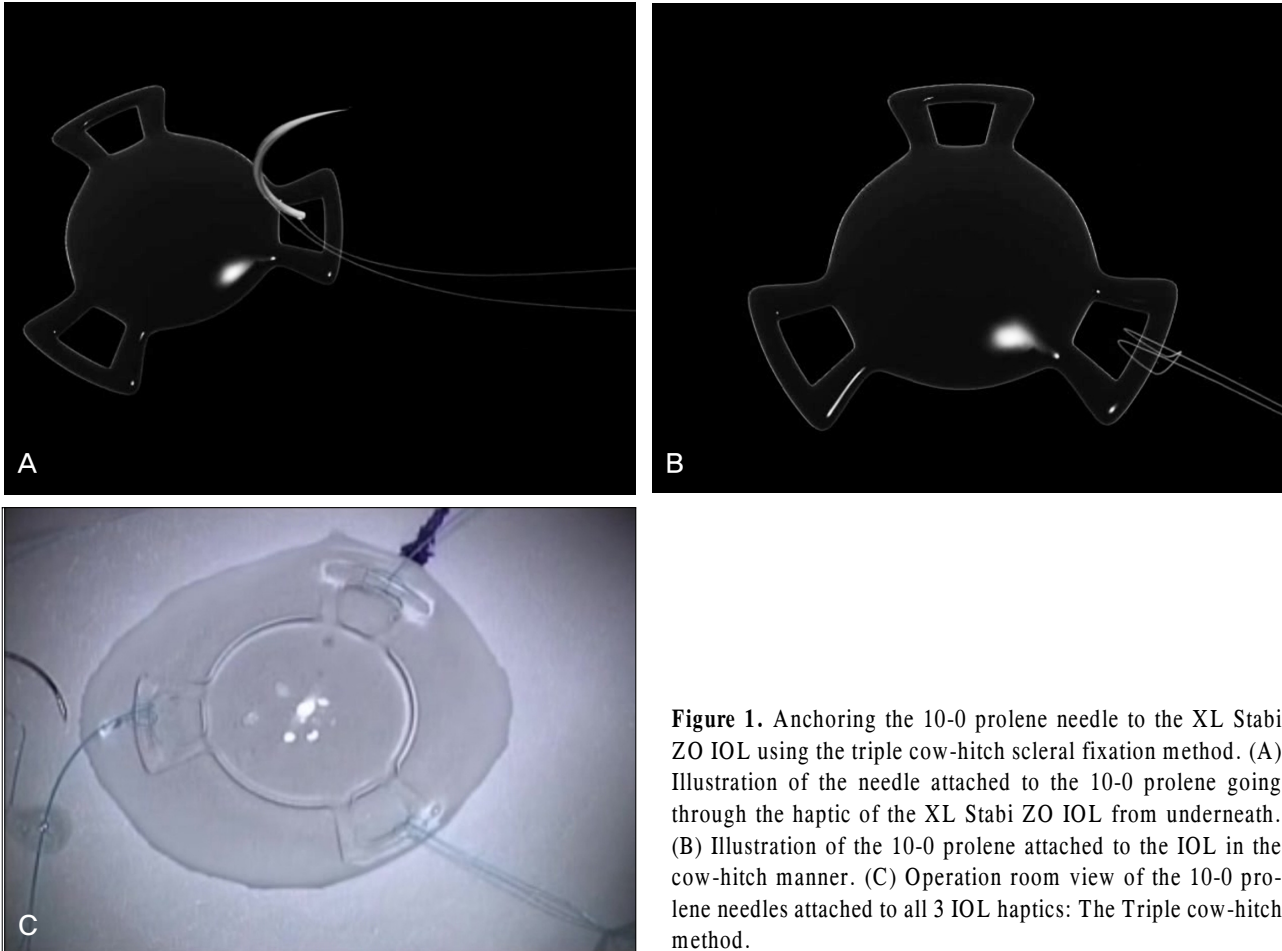 A
B
C
Figure 1. Anchoring the 10-0 prolene needle to the XL Stabi
ZO IOL using the triple cow-hitch scleral fixation method. (A)
Illustration of the needle attached to the 10-0 prolene going
through the haptic of the XL Stabi ZO IOL from underneath.
(B) Illustration of the 10-0 prolene attached to the IOL in the
cow-hitch manner. (C) Operation room view of the 10-0 pro-
lene needles attached to all 3 IOL haptics: The Triple cow-hitch
method.